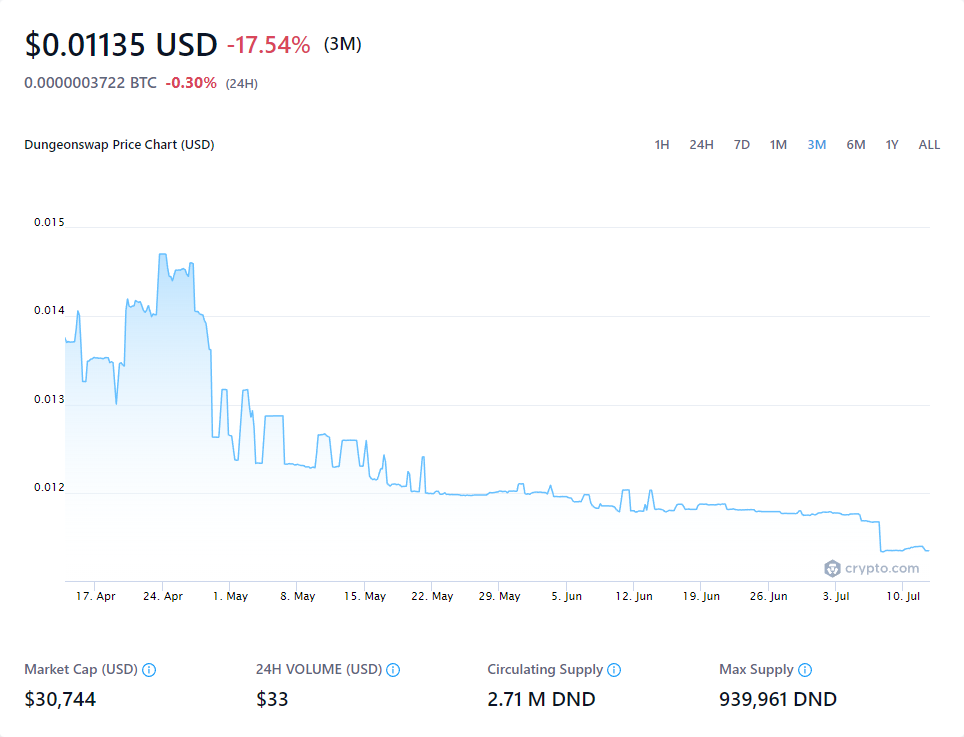 $0.01135 USD -17.54% (3M)
0.0000003722 BTC -0.30% (24H)
Dungeonswap Price Chart (USD) 1H 24H 7D 1M 3M 6M 1Y ALL
0.015
0.014
0.013
0.012
crypto.com
17. Apr 24. Apr 1. May 8. May 15. May 22. May 29. May 5. Jun 12. Jun 19. Jun 26. Jun 3. Jul 10. Jul
Market Cap (USD) 24H VOLUME (USD) Circulating Supply Max Supply
$30,744 $33 2.71 M DND 939,961 DND